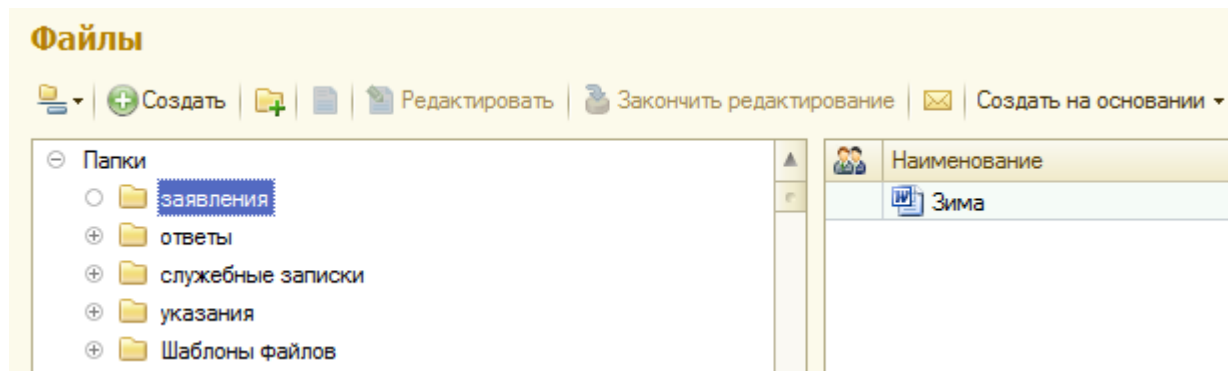 Файлы
Создать Редактировать Закончить редактирование Создать на основании
Папки
заявления
ответы
служебные записки
указания
Шаблоны файлов
Наименование
Зима